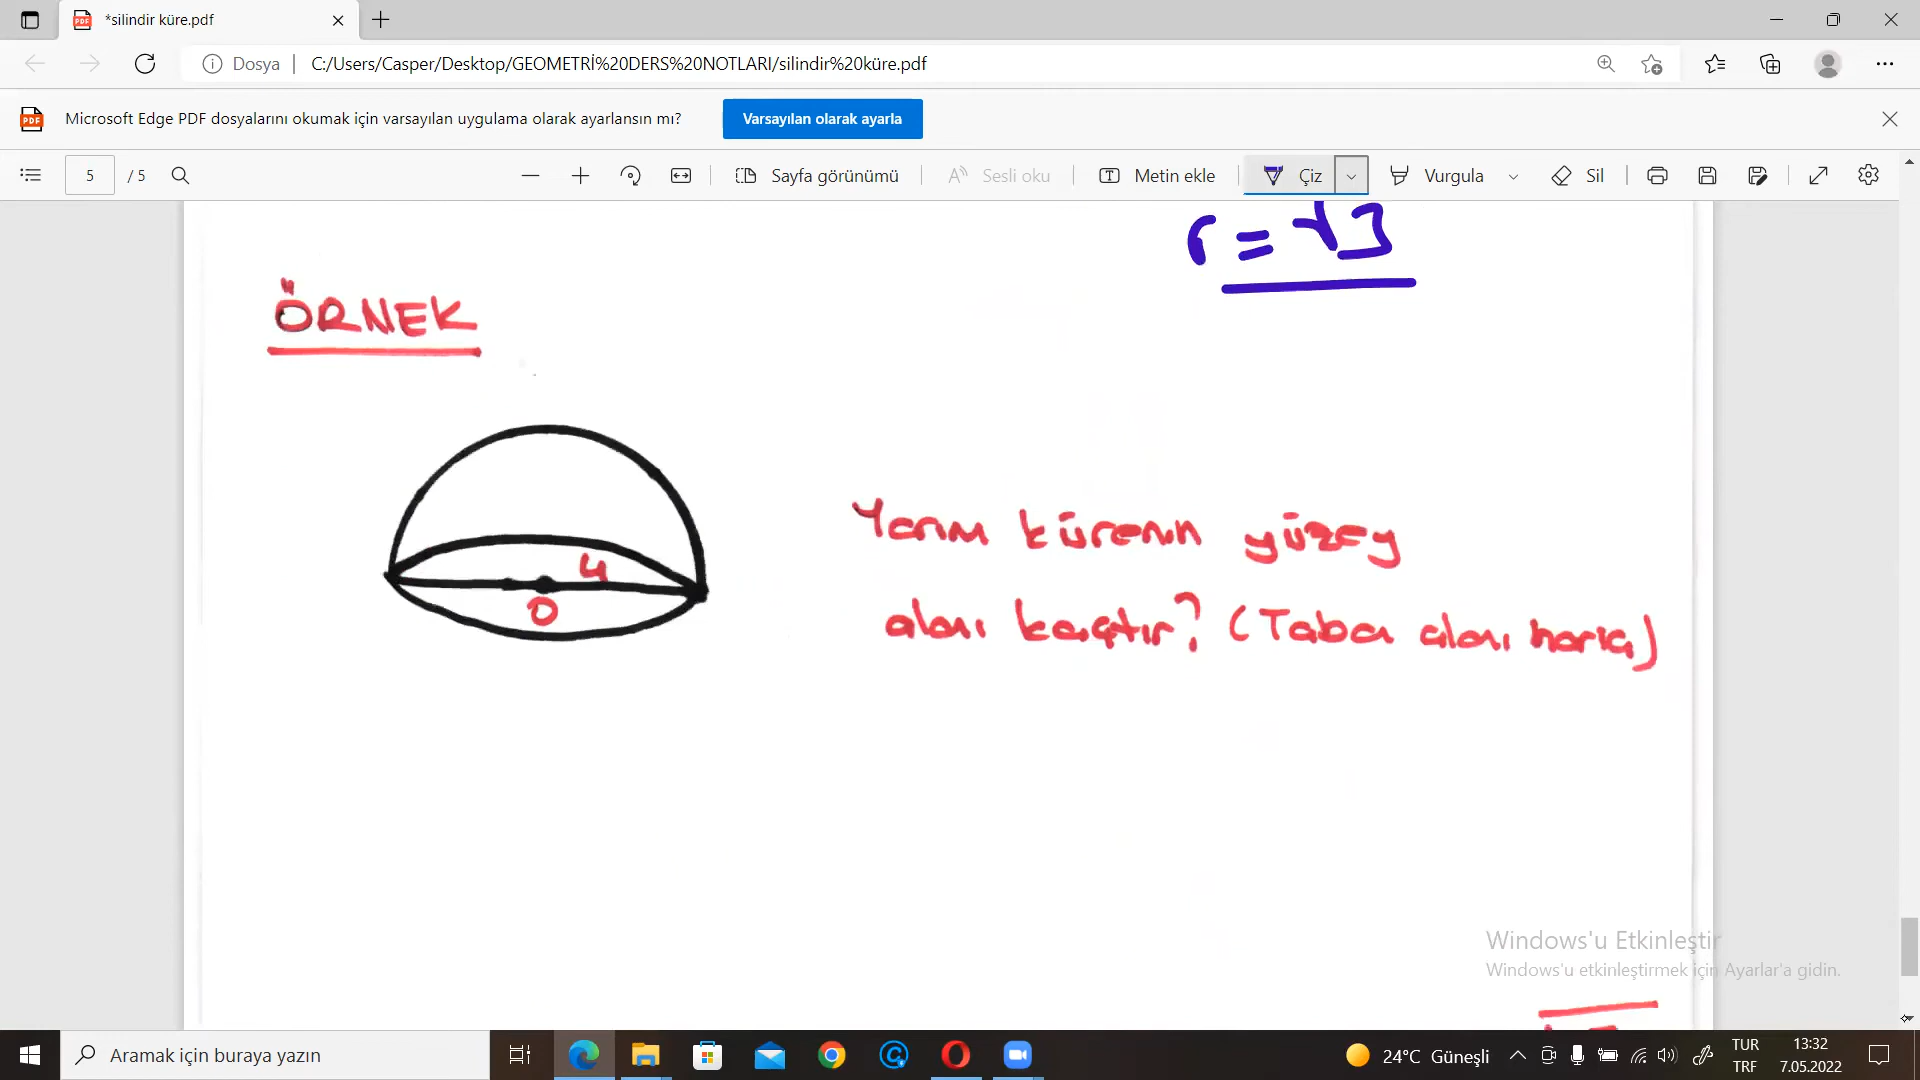 *silindir küre.pdf
Dosya
C:/Users/Casper/Desktop/GEOMETRİ%20DERS%20NOTLARI/silindir%20küre.pdf
Microsoft Edge PDF dosyalarını okumak için varsayılan uygulama olarak ayarlansın mı?
Varsayılan olarak ayarla
5 / 5
Sayfa görünümü
Sesli oku
Metin ekle
Çiz
Vurgula
Sil
r = √3
ÖRNEK
4
O
Yarım kürenin yüzey
alanı kaçtır? (Taban alanı hariç)
Windows'u Etkinleştir
Windows'u etkinleştirmek için Ayarlar'a gidin.
Aramak için buraya yazın
24°C Güneşli
TUR
TRF
13:32
7.05.2022